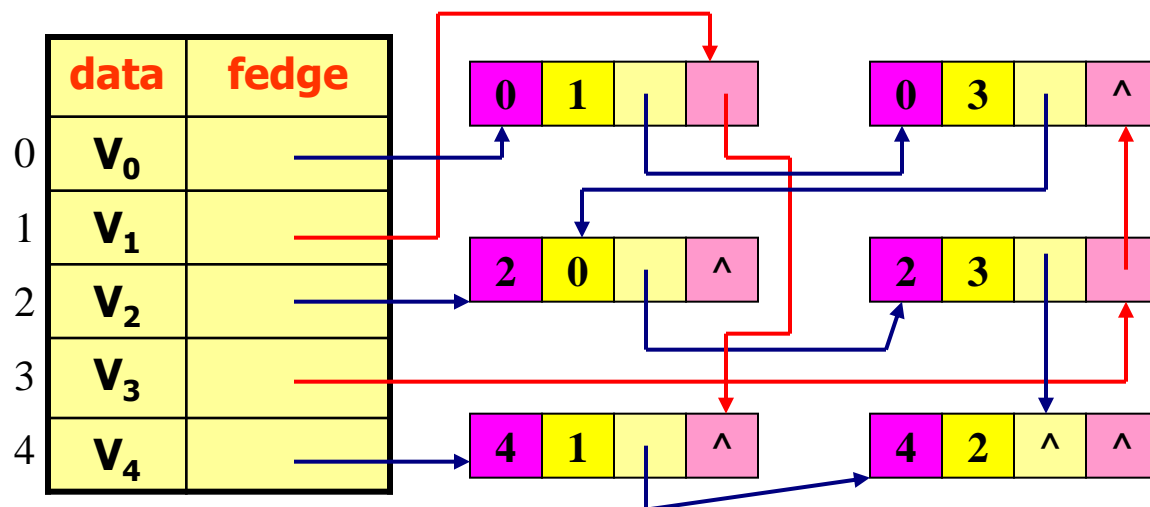 data fedge
0 1 ^
0 3 ^
0 V0
1 V1
2 0 ^
2 3
2 V2
3 V3
4 V4
4 1 ^
4 2 ^ ^